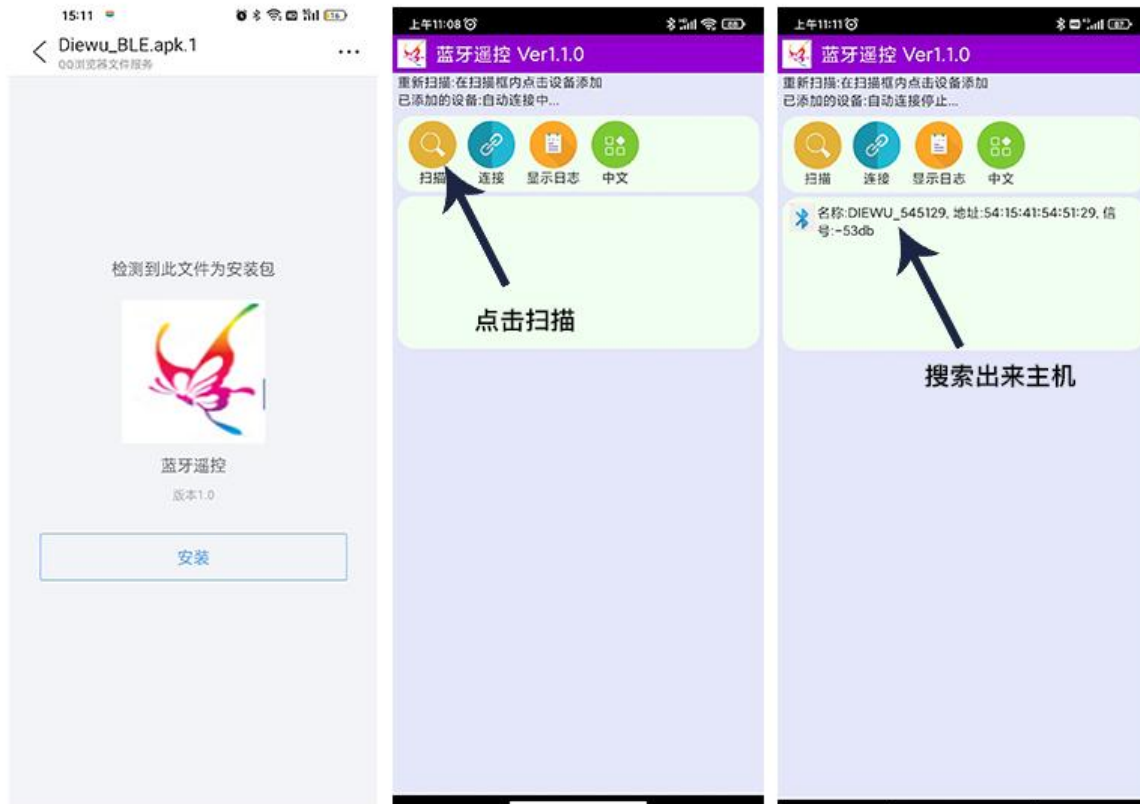 15:11
Diewu_BLE.apk.1
QQ浏览器文件服务
检测到此文件为安装包
蓝牙遥控
版本1.0
安装
上午11:08
蓝牙遥控 Ver1.1.0
重新扫描:在扫描框内点击设备添加
已添加的设备:自动连接中...
扫描
连接
显示日志
中文
点击扫描
上午11:11
蓝牙遥控 Ver1.1.0
重新扫描:在扫描框内点击设备添加
已添加的设备:自动连接停止...
扫描
连接
显示日志
中文
名称:DIEWU_545129, 地址:54:15:41:54:51:29, 信
号:-53db
搜索出来主机